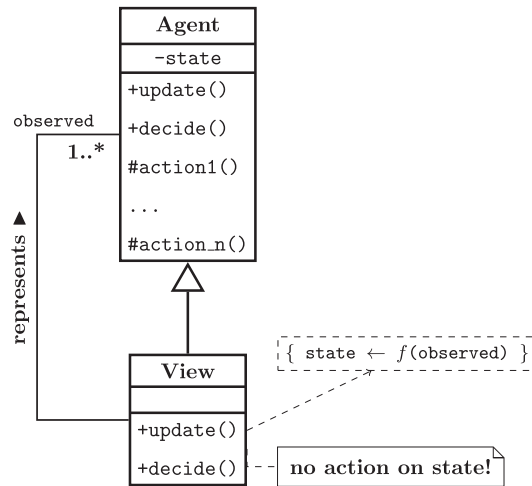 Agent
-state
+update()
+decide()
#action1()
...
#action_n()
observed
1..*
represents ▶
View
+update()
+decide()
{ state ← f(observed) }
no action on state!